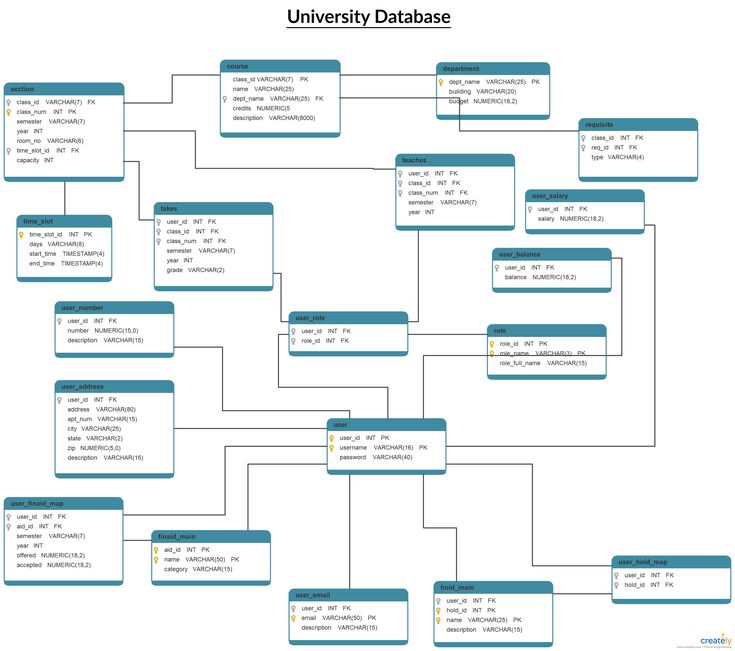 University Database
section
class_id VARCHAR(7) FK
class_num INT PK
semester VARCHAR(7)
year INT
room_no VARCHAR(6)
time_slot_id INT FK
capacity INT
course
class_id VARCHAR(7) PK
name VARCHAR(25)
dept_name VARCHAR(25) FK
credits NUMERIC(5
description VARCHAR(8000)
department
dept_name VARCHAR(25) PK
building VARCHAR(20)
budget NUMERIC(18,2)
requisite
class_id INT FK
req_id INT FK
type VARCHAR(4)
teaches
user_id INT FK
class_id INT FK
class_num INT FK
semester VARCHAR(7)
year INT
user_salary
user_id INT FK
salary NUMERIC(18,2)
time_slot
time_slot_id INT PK
days VARCHAR(8)
start_time TIMESTAMP(4)
end_time TIMESTAMP(4)
takes
user_id INT FK
class_id INT FK
class_num INT FK
semester VARCHAR(7)
year INT
grade VARCHAR(2)
user_balance
user_id INT FK
balance NUMERIC(18,2)
user_number
user_id INT FK
number NUMERIC(15,0)
description VARCHAR(15)
user_role
user_id INT FK
role_id INT FK
role
role_id INT PK
role_name VARCHAR(3) PK
role_full_name VARCHAR(15)
user_address
user_id INT FK
address VARCHAR(80)
apt_num VARCHAR(15)
city VARCHAR(25)
state VARCHAR(2)
zip NUMERIC(5,0)
description VARCHAR(15)
user
user_id INT PK
username VARCHAR(16) PK
password VARCHAR(40)
user_finaid_map
user_id INT FK
aid_id INT FK
semester VARCHAR(7)
year INT
offered NUMERIC(18,2)
accepted NUMERIC(18,2)
finaid_main
aid_id INT PK
name VARCHAR(50) PK
category VARCHAR(15)
user_email
user_id INT FK
email VARCHAR(50) PK
description VARCHAR(15)
hold_main
user_id INT FK
hold_id INT PK
name VARCHAR(25) PK
description VARCHAR(15)
user_hold_map
user_id INT FK
hold_id INT FK
creately